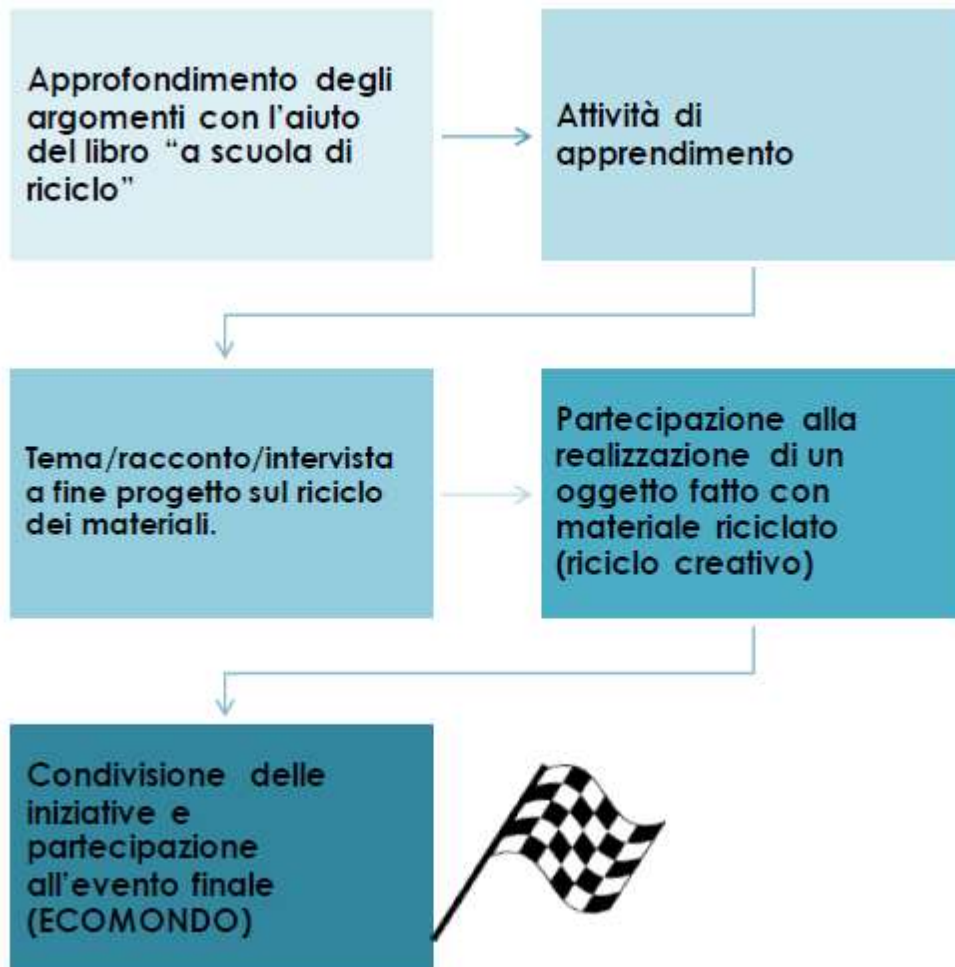 Approfondimento degli
argomenti con l'aiuto
del libro "a scuola di
riciclo"
Attività di
apprendimento
Tema/racconto/intervista
a fine progetto sul riciclo
dei materiali.
Partecipazione alla
realizzazione di un
oggetto fatto con
materiale riciclato
(riciclo creativo)
Condivisione delle
iniziative e
partecipazione
all'evento finale
(ECOMONDO)